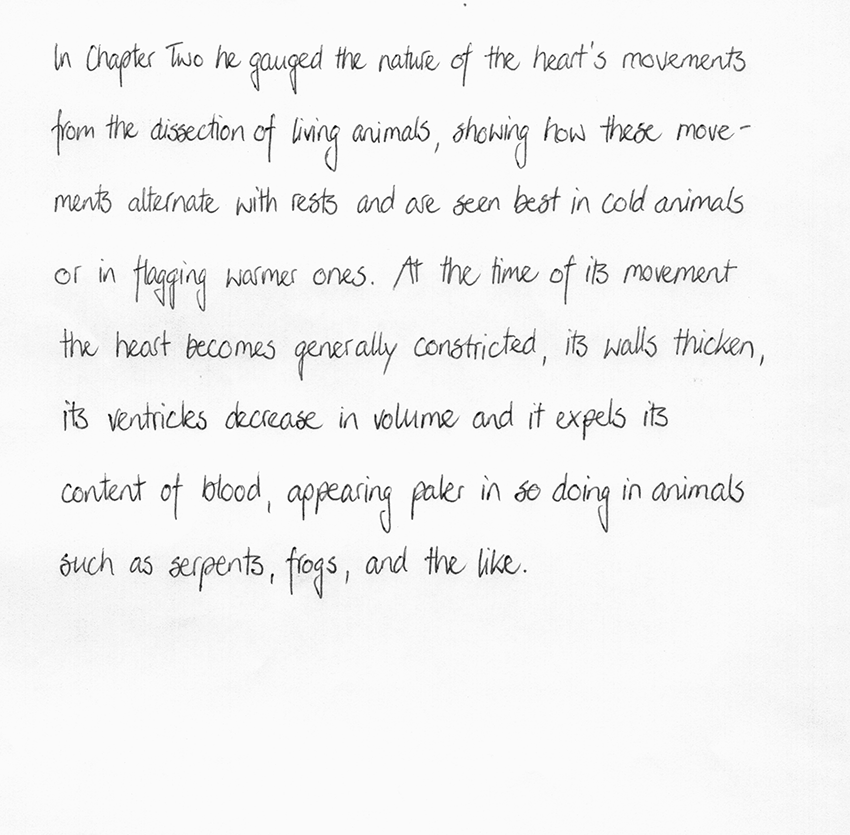 In Chapter Two he gauged the nature of the heart's movements
from the dissection of living animals, showing how these move-
ments alternate with rests and are seen best in cold animals
or in flagging warmer ones. At the time of its movement
the heart becomes generally constricted, its walls thicken,
its ventricles decrease in volume and it expels its
content of blood, appearing paler in so doing in animals
such as serpents, frogs, and the like.